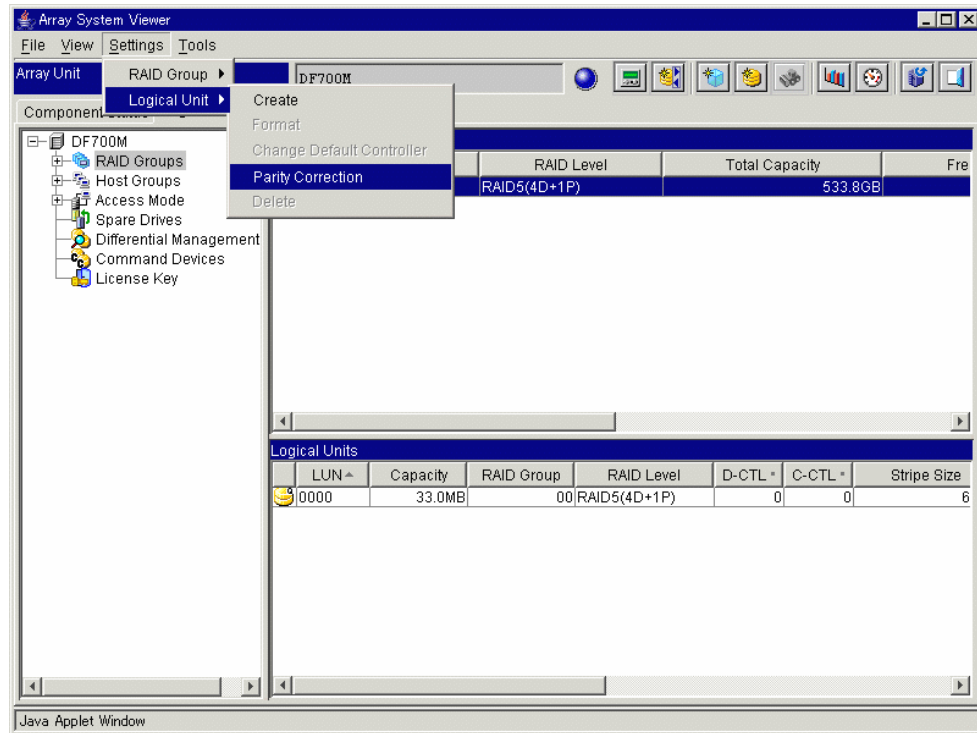 Array System Viewer
File View Settings Tools
Array Unit
DF700M
RAID Group
Logical Unit
Create
Format
Change Default Controller
Parity Correction
Delete
Component
DF700M
RAID Groups
Host Groups
Access Mode
Spare Drives
Differential Management
Command Devices
License Key
RAID Level Total Capacity Fre
RAID5(4D+1P) 533.8GB
Logical Units
LUN Capacity RAID Group RAID Level D-CTL * C-CTL * Stripe Size
0000 33.0MB 00 RAID5(4D+1P) 0 0 6
Java Applet Window